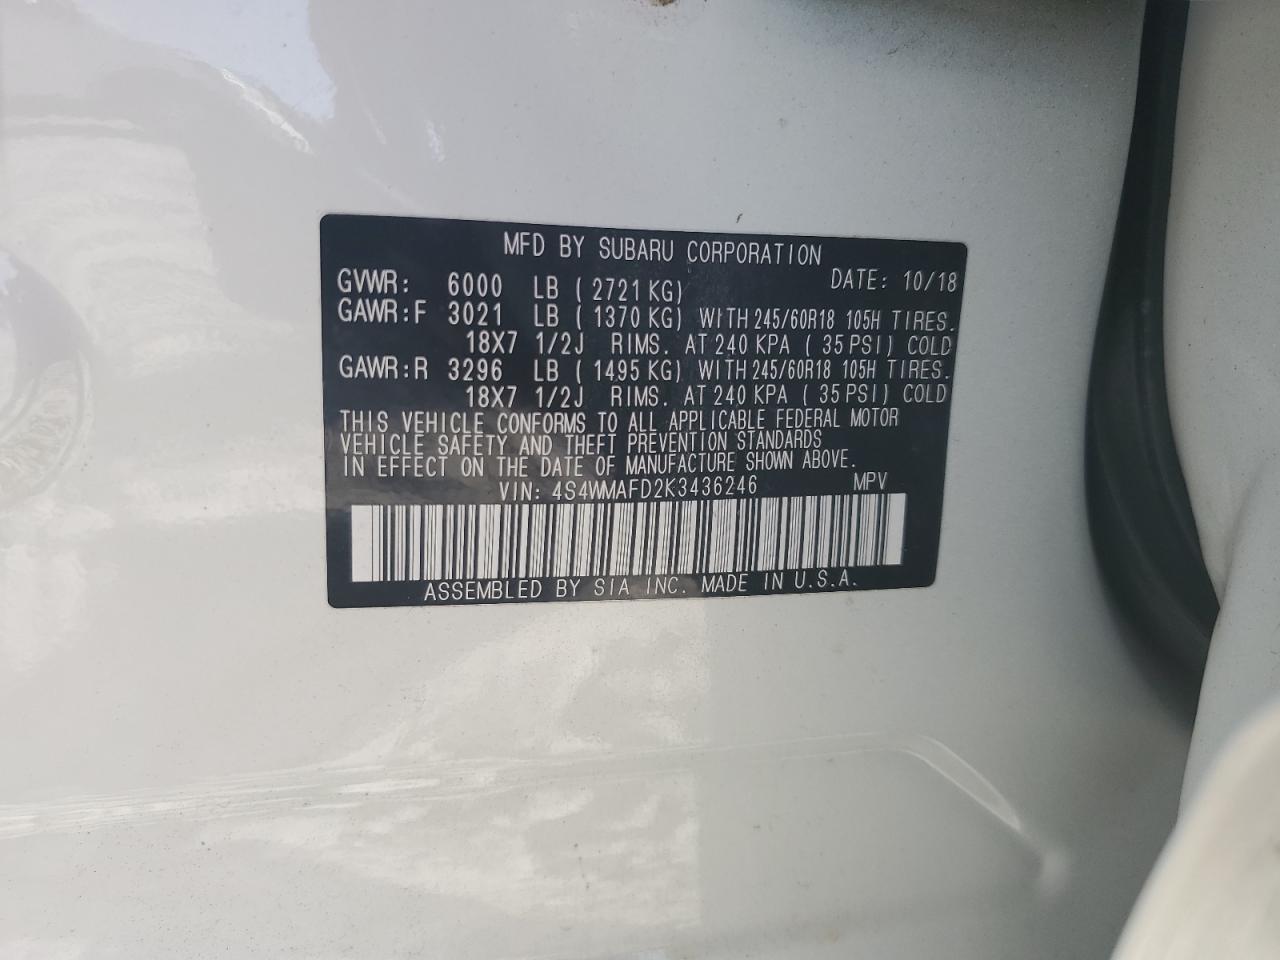 MFD BY SUBARU CORPORATION
DATE: 10/18
GVWR: 6000 LB ( 2721 KG)
GAWR:F 3021 LB ( 1370 KG) WITH 245/60R18 105H TIRES.
18X7 1/2J RIMS. AT 240 KPA ( 35 PSI) COLD
GAWR:R 3296 LB ( 1495 KG) WITH 245/60R18 105H TIRES.
18X7 1/2J RIMS. AT 240 KPA ( 35 PSI) COLD
THIS VEHICLE CONFORMS TO ALL APPLICABLE FEDERAL MOTOR
VEHICLE SAFETY AND THEFT PREVENTION STANDARDS
IN EFFECT ON THE DATE OF MANUFACTURE SHOWN ABOVE.
VIN: 4S4WMAFD2K3436246 MPV
ASSEMBLED BY SIA INC. MADE IN U.S.A.